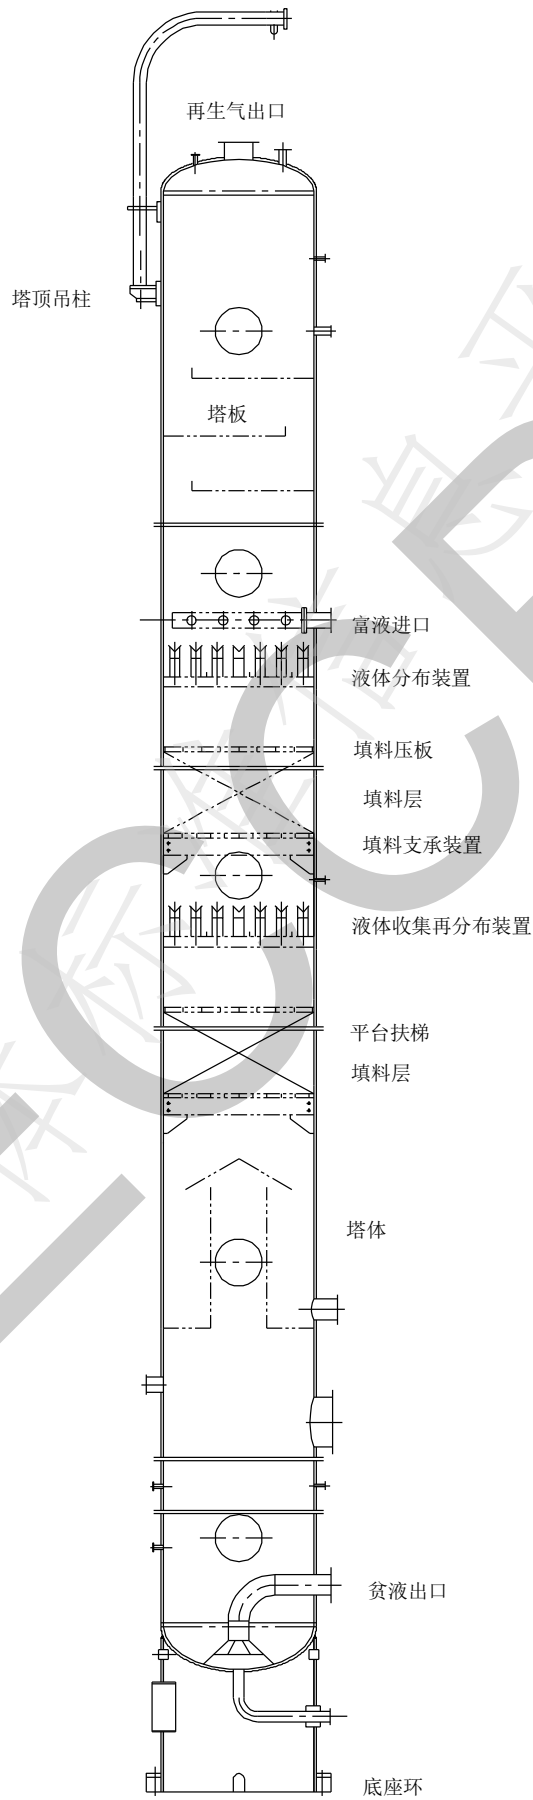 再生气出口
塔顶吊柱
塔板
富液进口
液体分布装置
填料压板
填料层
填料支承装置
液体收集再分布装置
平台扶梯
填料层
塔体
贫液出口
底座环